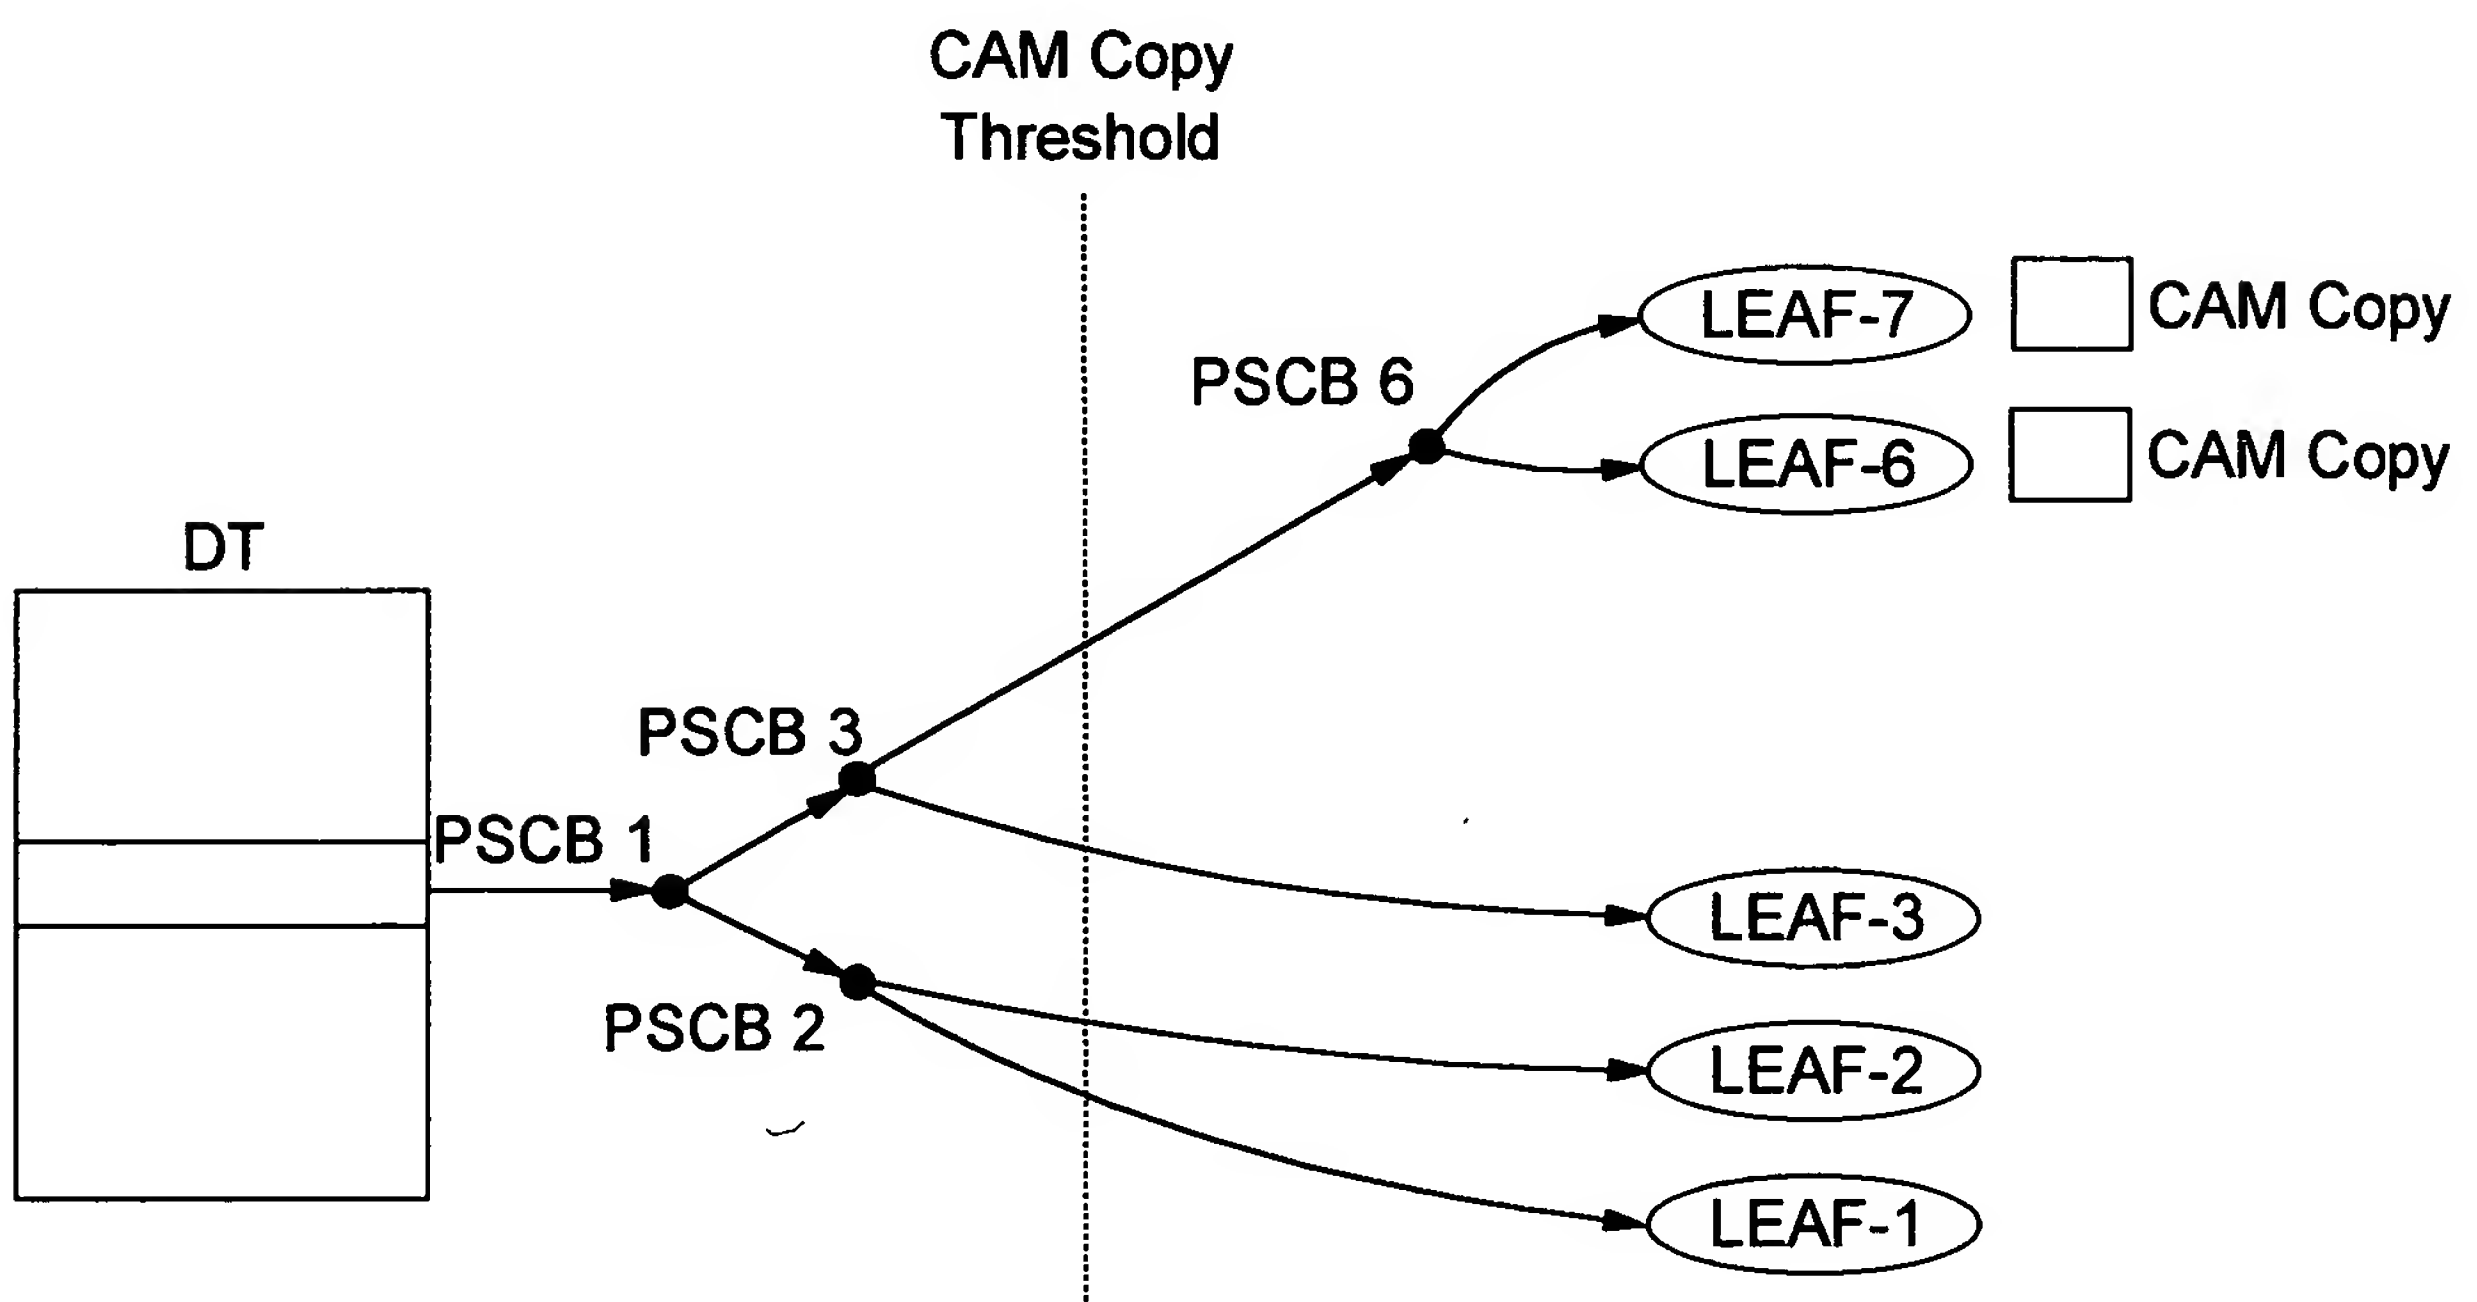 CAM Copy
Threshold
LEAF-7
CAM Copy
PSCB 6
LEAF-6
CAM Copy
DT
PSCB 3
PSCB 1
LEAF-3
PSCB 2
LEAF-2
LEAF-1